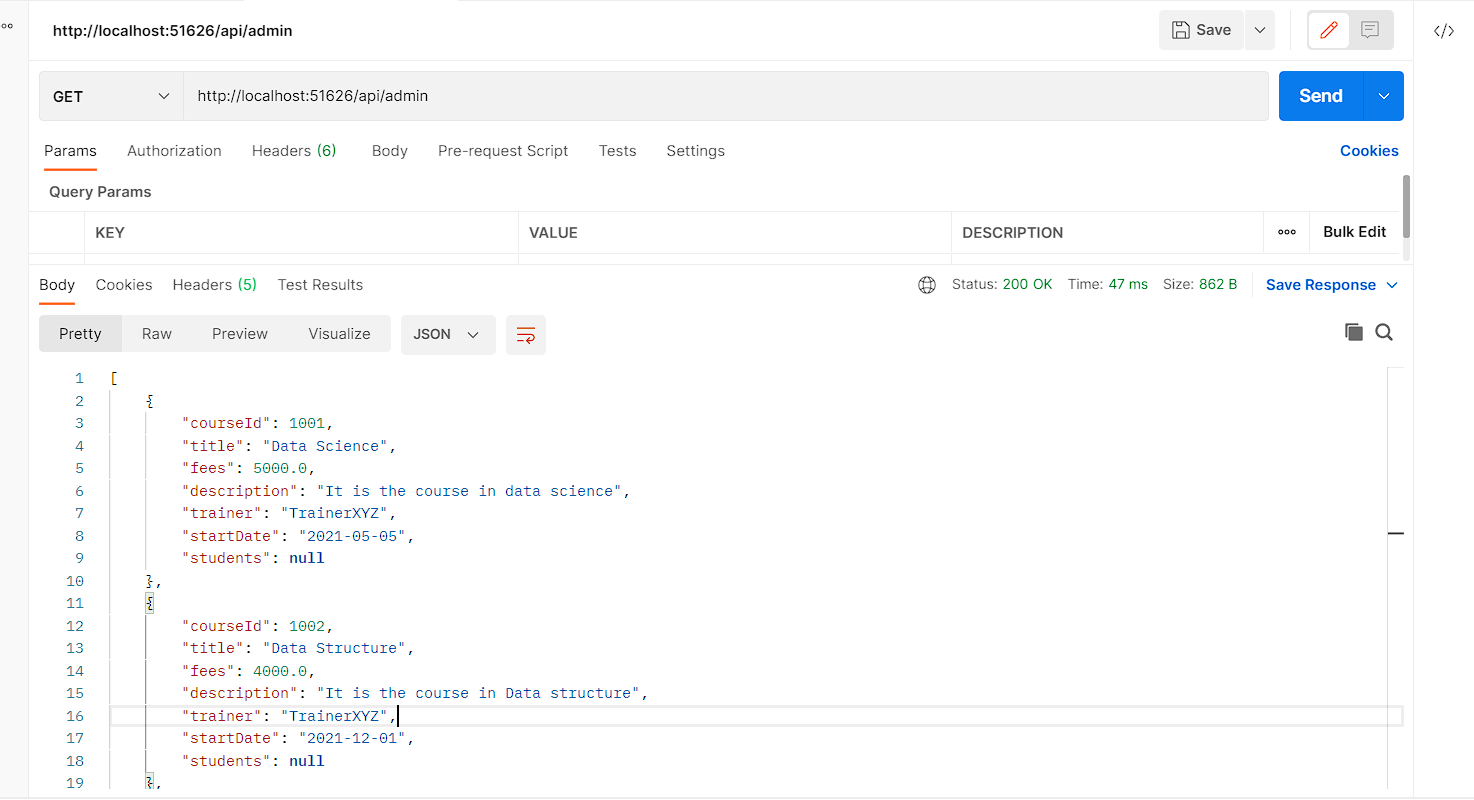 http://localhost:51626/api/admin Save </>
GET http://localhost:51626/api/admin Send
Params Authorization Headers (6) Body Pre-request Script Tests Settings Cookies
Query Params
KEY VALUE DESCRIPTION Bulk Edit
Body Cookies Headers (5) Test Results Status: 200 OK Time: 47 ms Size: 862 B Save Response
Pretty Raw Preview Visualize JSON
1 [
2 {
3 "courseId": 1001,
4 "title": "Data Science",
5 "fees": 5000.0,
6 "description": "It is the course in data science",
7 "trainer": "TrainerXYZ",
8 "startDate": "2021-05-05",
9 "students": null
10 },
11 {
12 "courseId": 1002,
13 "title": "Data Structure",
14 "fees": 4000.0,
15 "description": "It is the course in Data structure",
16 "trainer": "TrainerXYZ",
17 "startDate": "2021-12-01",
18 "students": null
19 },